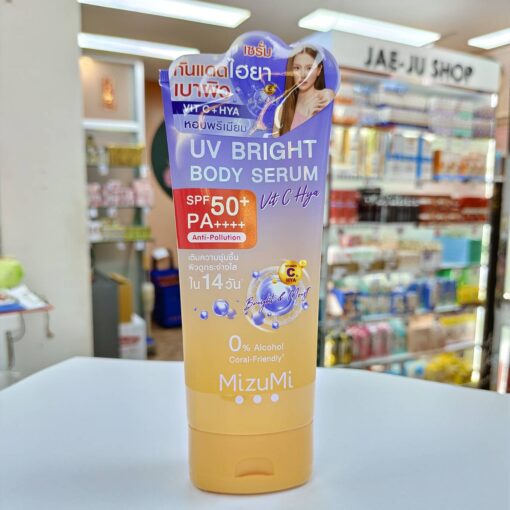 JAE-JU SHOP
เซรั่ม
กันแดดไฮยา
เบาผิว
VIT C+HYA
หอมพรีเมียม
UV BRIGHT
BODY SERUM
Vit C Hya
SPF50+
PA++++
Anti-Pollution
เติมความชุ่มชื้น
ผิวดูกระจ่างใส
ใน 14 วัน*
C
HYA
Bright & Moist
0% Alcohol
Coral-Friendly
MizuMi